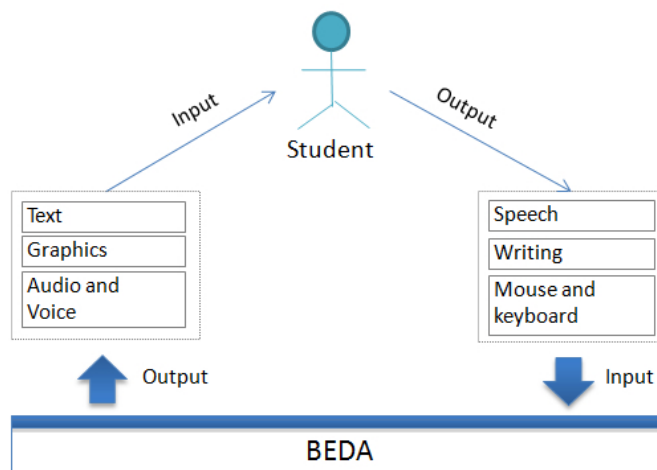 Input
Output
Student
Text
Graphics
Audio and
Voice
Speech
Writing
Mouse and
keyboard
Output
Input
BEDA